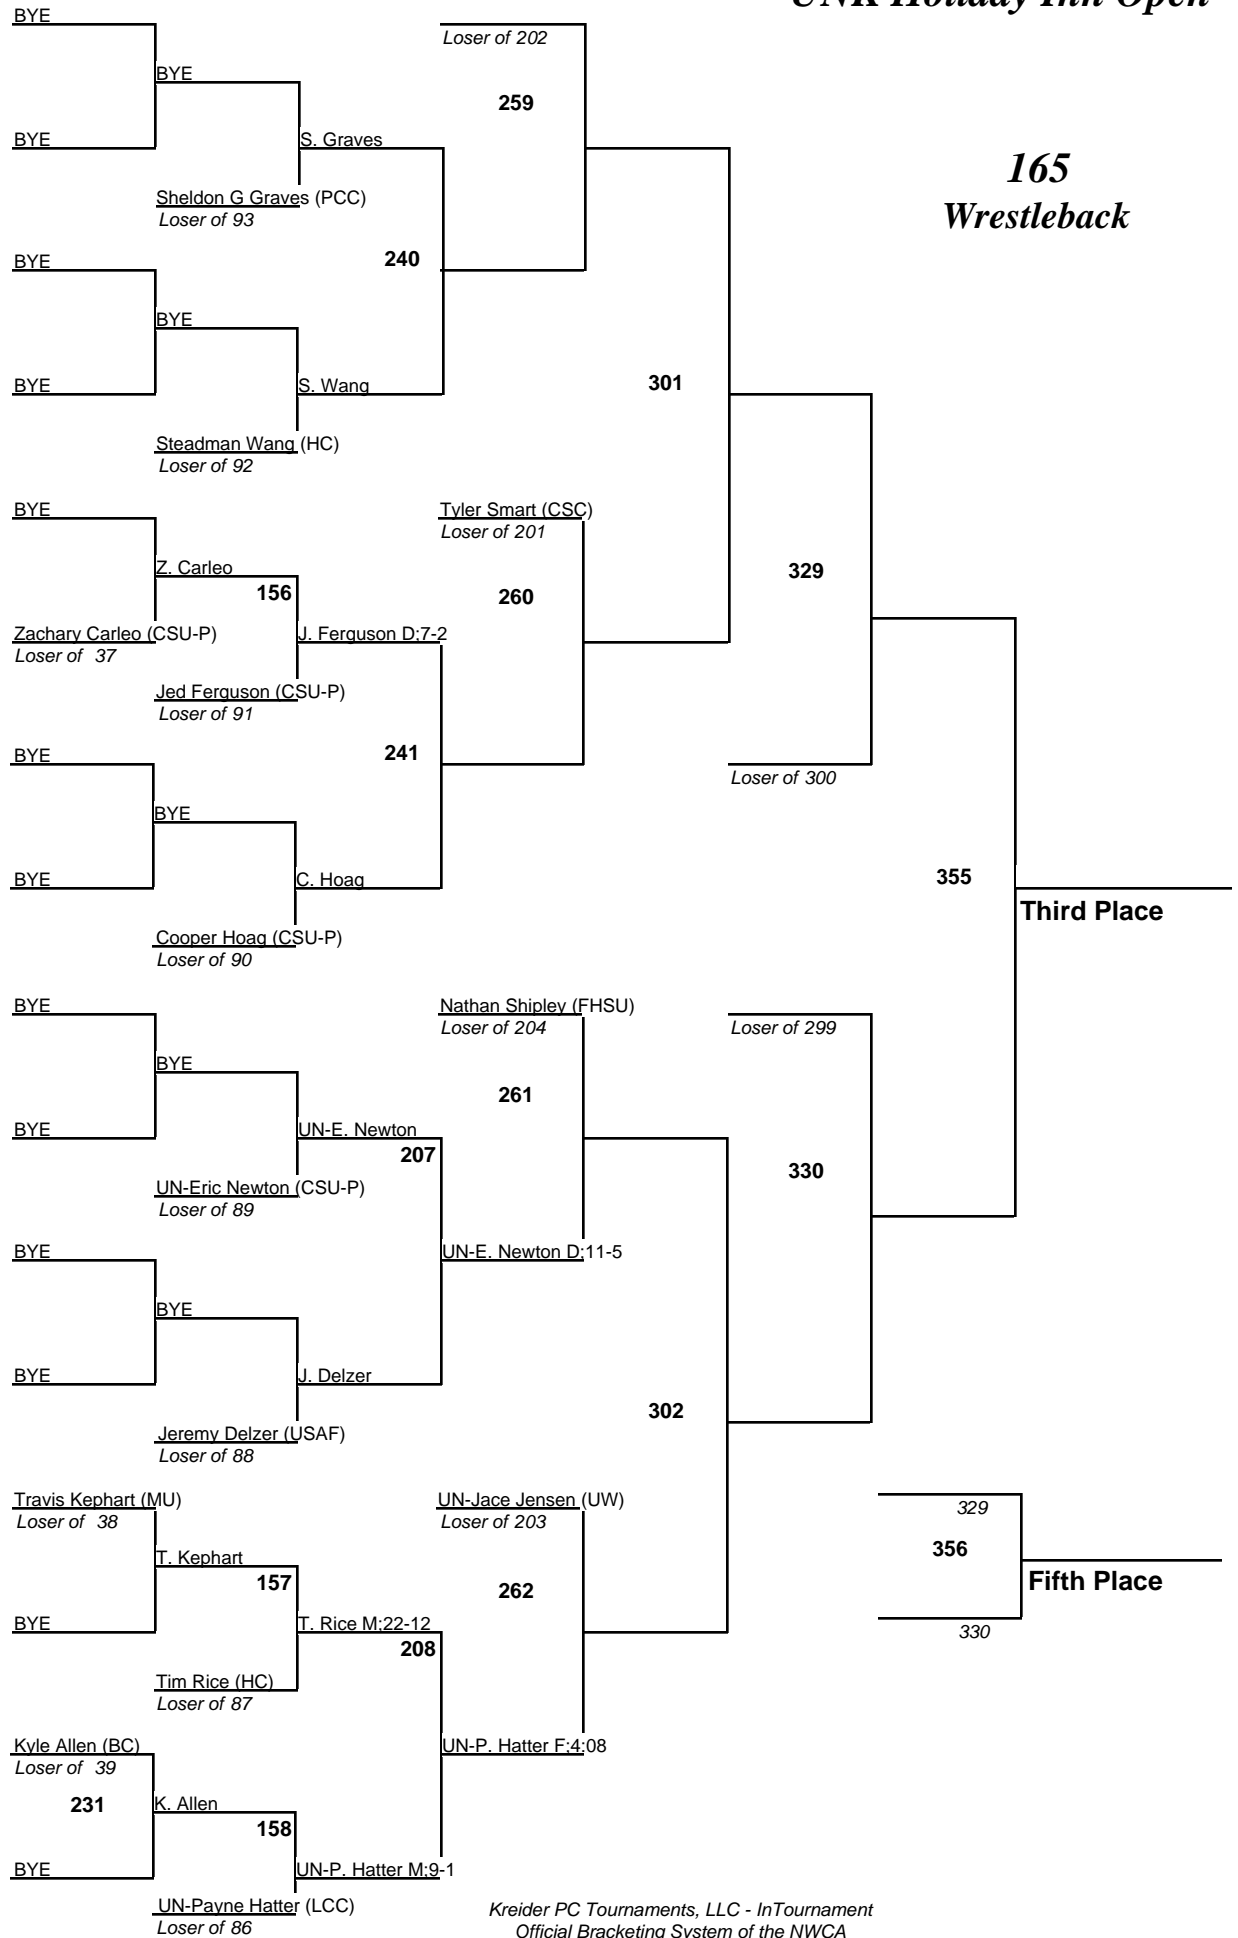 UNK Holiday Inn Open
BYE
Loser of 202
BYE
259
BYE
S. Graves
165
Wrestleback
Sheldon G Graves (PCC)
Loser of 93
BYE
240
BYE
BYE
S. Wang
301
Steadman Wang (HC)
Loser of 92
BYE
Tyler Smart (CSC)
Loser of 201
Z. Carleo
156
260
329
Zachary Carleo (CSU-P)
Loser of 37
J. Ferguson D;7-2
Jed Ferguson (CSU-P)
Loser of 91
BYE
241
Loser of 300
BYE
BYE
C. Hoag
355
Third Place
Cooper Hoag (CSU-P)
Loser of 90
BYE
Nathan Shipley (FHSU)
Loser of 204
Loser of 299
BYE
261
BYE
UN-E. Newton
207
330
UN-Eric Newton (CSU-P)
Loser of 89
BYE
UN-E. Newton D;11-5
BYE
BYE
J. Delzer
302
Jeremy Delzer (USAF)
Loser of 88
Travis Kephart (MU)
Loser of 38
UN-Jace Jensen (UW)
Loser of 203
329
T. Kephart
157
262
356
Fifth Place
BYE
T. Rice M;22-12
208
330
Tim Rice (HC)
Loser of 87
Kyle Allen (BC)
Loser of 39
UN-P. Hatter F;4:08
231
K. Allen
158
BYE
UN-P. Hatter M;9-1
UN-Payne Hatter (LCC)
Loser of 86
Kreider PC Tournaments, LLC - InTournament
Official Bracketing System of the NWCA